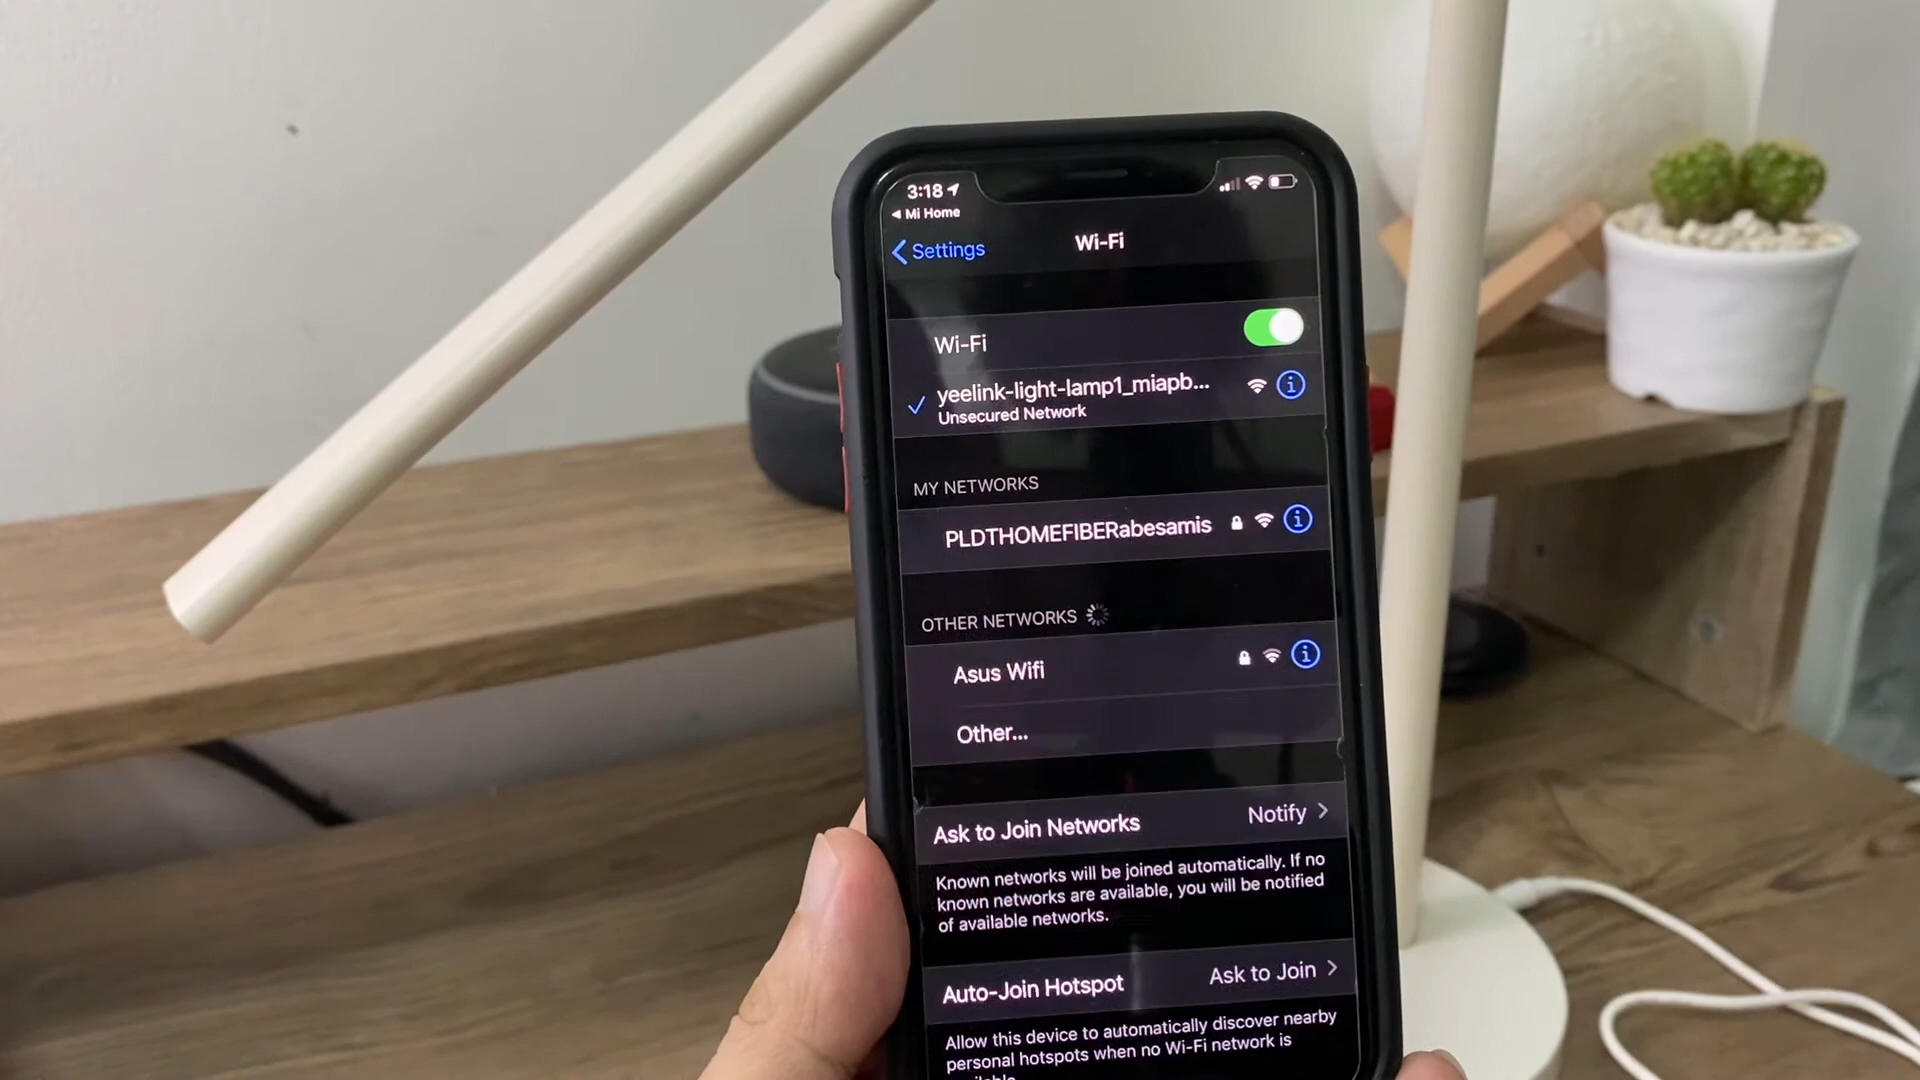 3:18
◄ Mi Home
Settings
Wi-Fi
Wi-Fi
yeelink-light-lamp1_miapb...
Unsecured Network
MY NETWORKS
PLDTHOMEFIBERabesamis
OTHER NETWORKS
Asus Wifi
Other...
Ask to Join Networks Notify
Known networks will be joined automatically. If no
known networks are available, you will be notified
of available networks.
Auto-Join Hotspot Ask to Join
Allow this device to automatically discover nearby
personal hotspots when no Wi-Fi network is